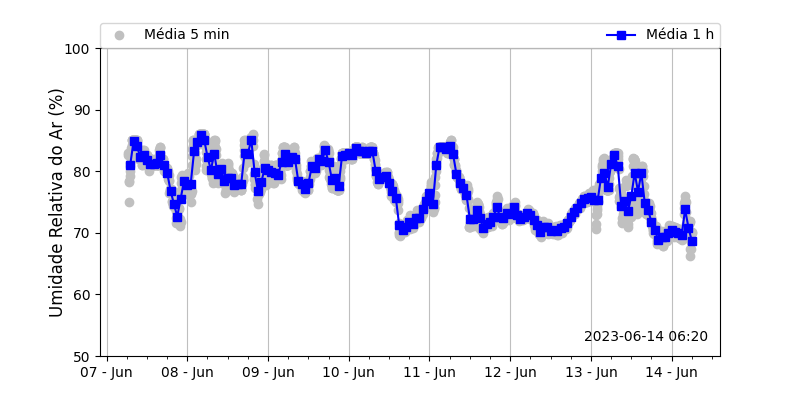 Média 5 min
Média 1 h
Umidade Relativa do Ar (%)
100
90
80
70
60
50
2023-06-14 06:20
07 - Jun
08 - Jun
09 - Jun
10 - Jun
11 - Jun
12 - Jun
13 - Jun
14 - Jun